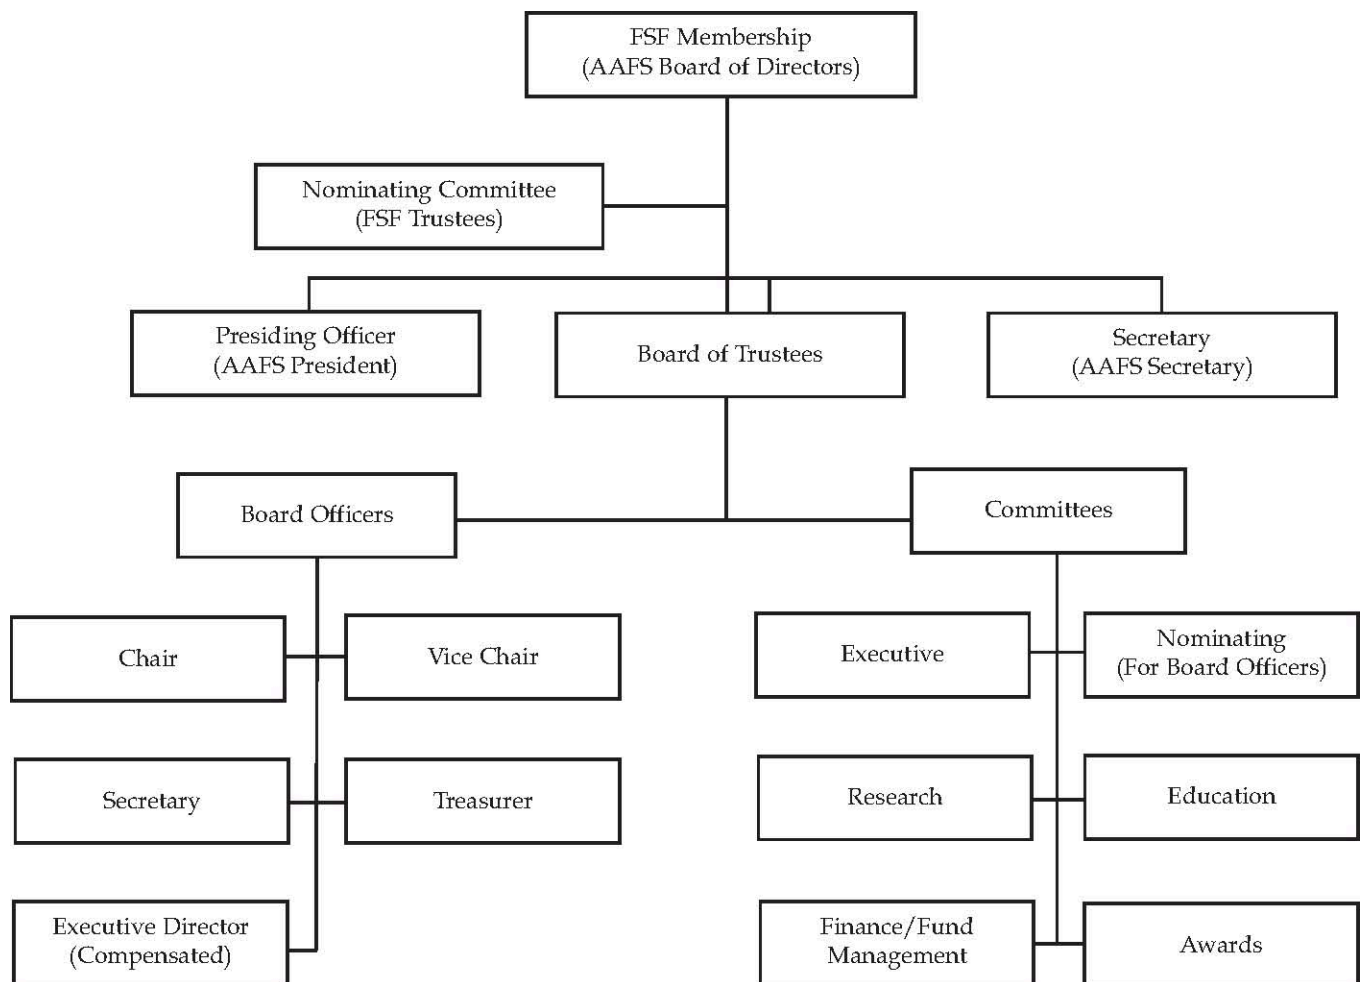 FSF Membership
(AAFS Board of Directors)
Nominating Committee
(FSF Trustees)
Presiding Officer
(AAFS President)
Board of Trustees
Secretary
(AAFS Secretary)
Board Officers
Committees
Chair
Vice Chair
Executive
Nominating
(For Board Officers)
Secretary
Treasurer
Research
Education
Executive Director
(Compensated)
Finance/Fund
Management
Awards